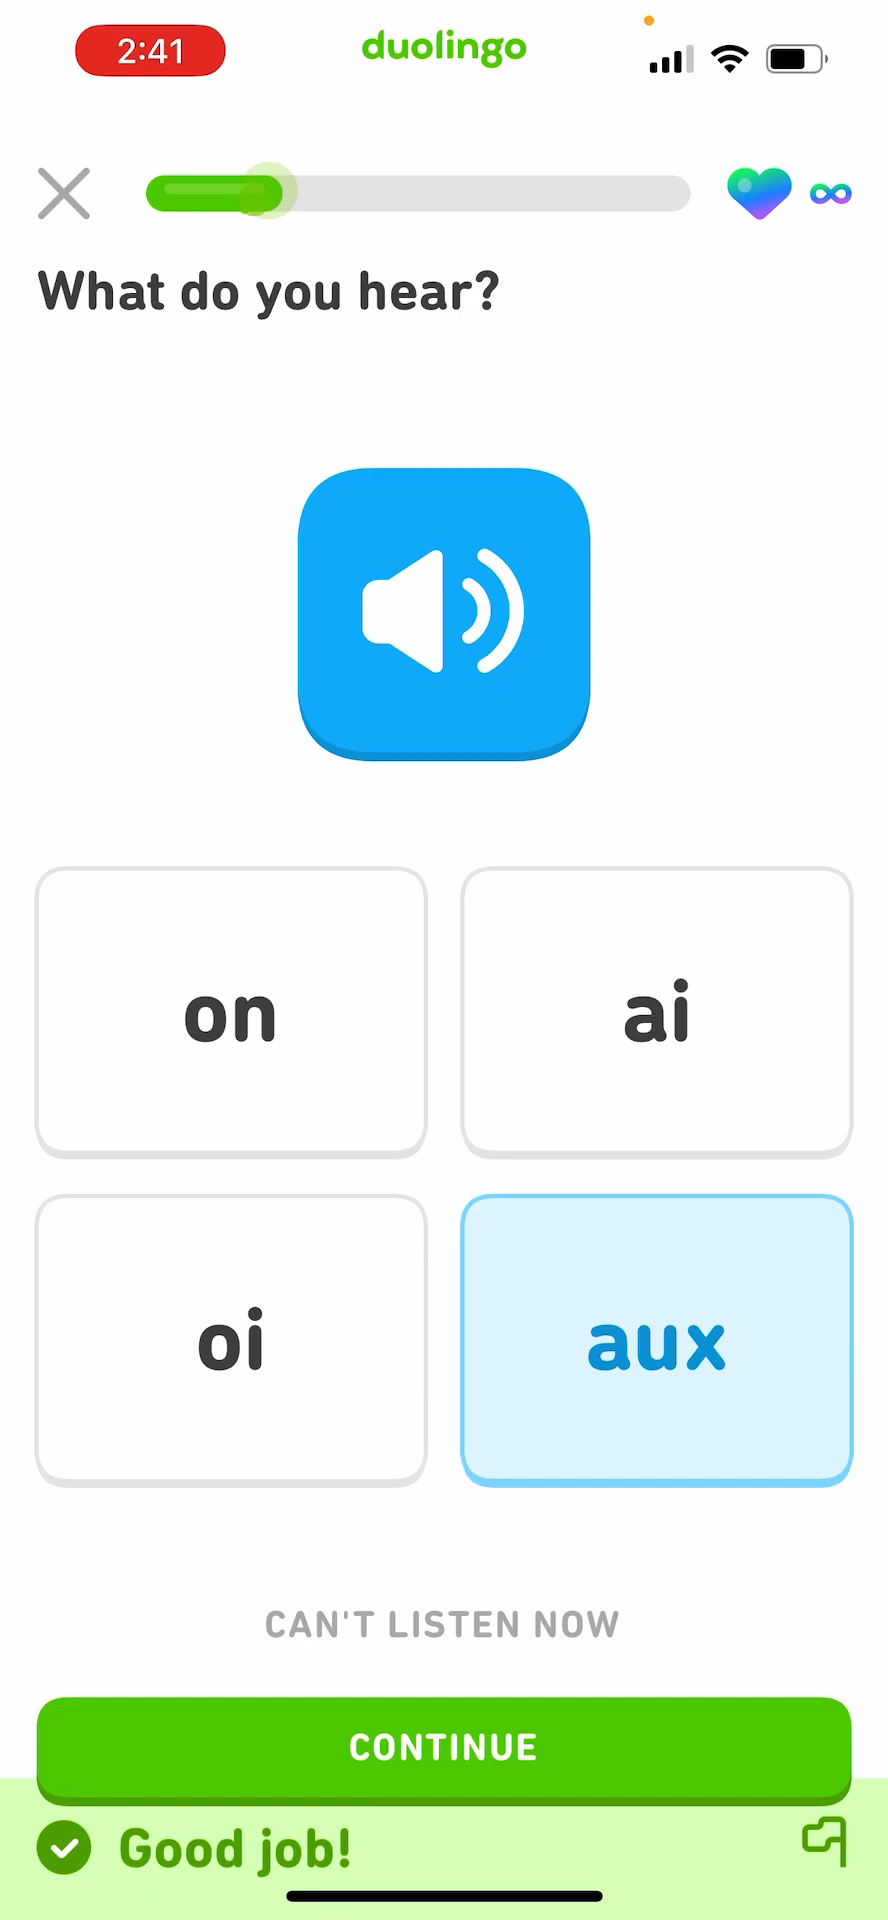 2:41
duolingo
What do you hear?
on
ai
oi
aux
CAN'T LISTEN NOW
CONTINUE
Good job!